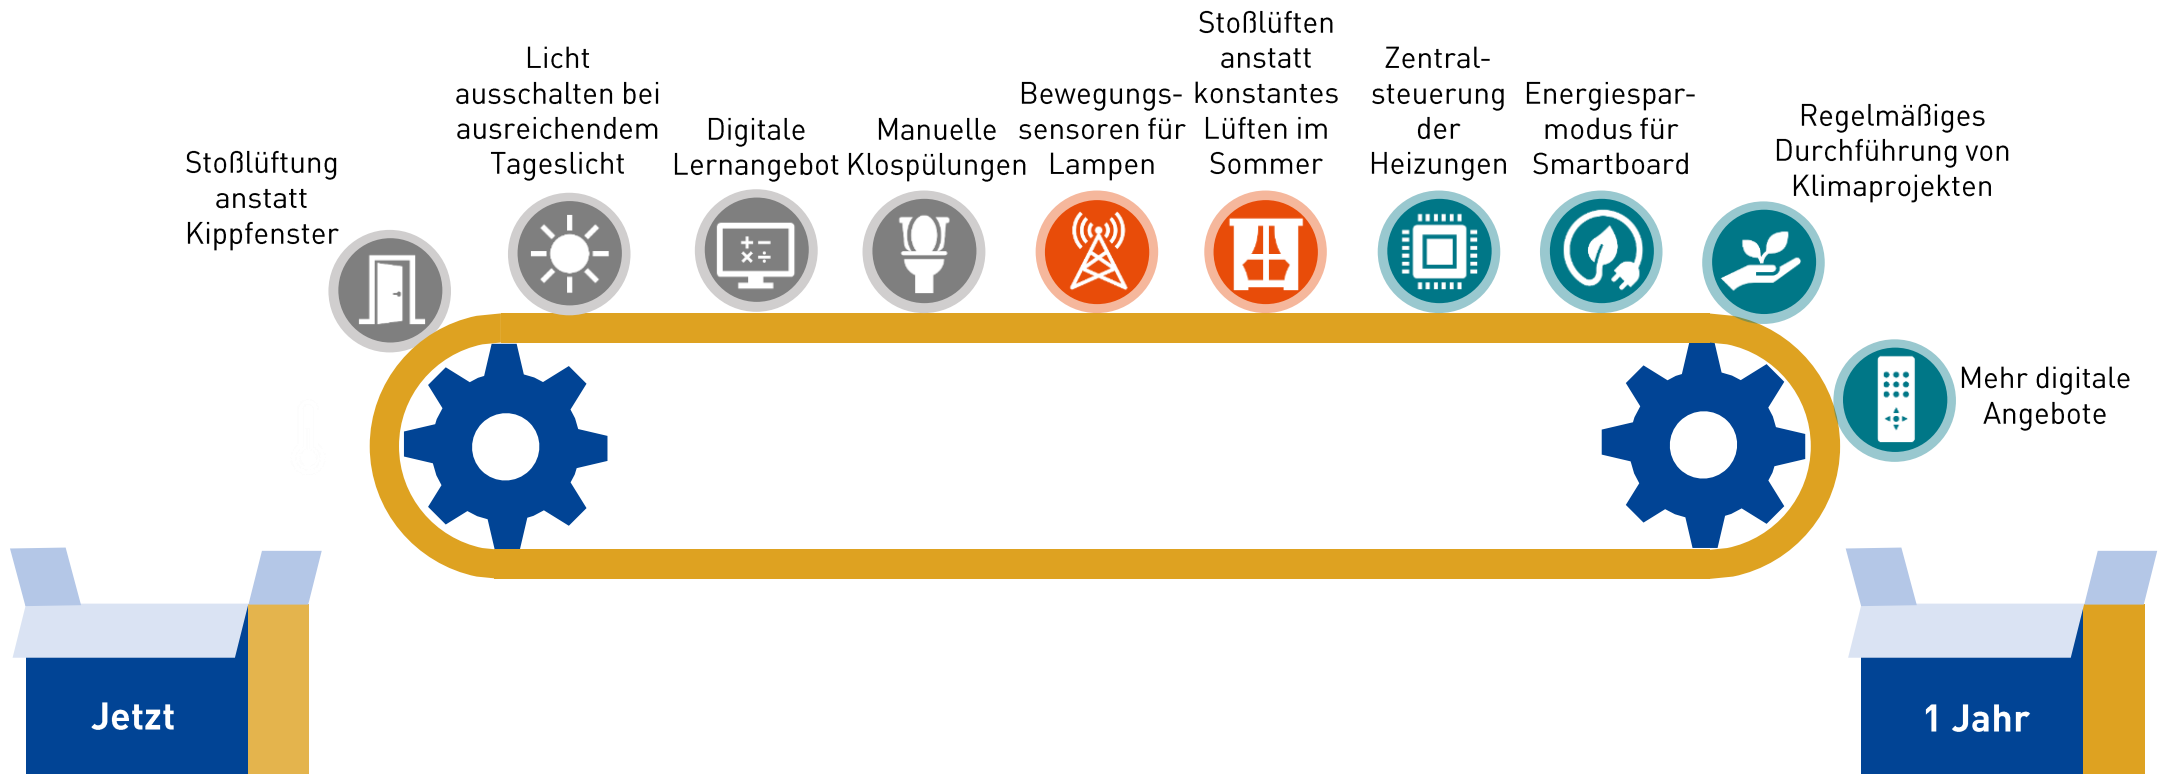 Stoßlüftung
anstatt
Kippfenster
Licht
ausschalten bei
ausreichendem
Tageslicht
Digitale
Lernangebot
Manuelle
Klospülungen
Bewegungs-
sensoren für
Lampen
Stoßlüften
anstatt
konstantes
Lüften im
Sommer
Zentral-
steuerung
der
Heizungen
Energiespar-
modus für
Smartboard
Regelmäßiges
Durchführung von
Klimaprojekten
Mehr digitale
Angebote
Jetzt
1 Jahr